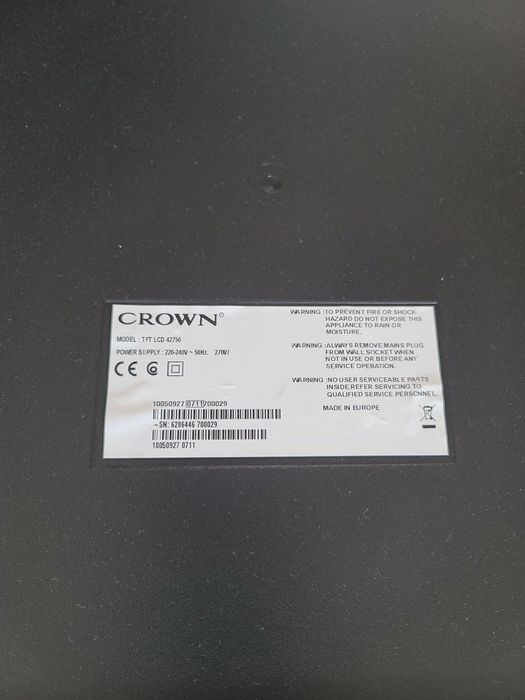 CROWN®
MODEL : TFT LCD 42750
POWER SUPPLY : 220-240V ~ 50Hz. 270W
CE
10050927 0711 700029
-SN: 6286446 700029
10050927 0711
WARNING :TO PREVENT FIRE OR SHOCK
HAZARD DO NOT EXPOSE THIS
APPLIANCE TO RAIN OR
MOISTURE.
WARNING :ALWAYS REMOVE MAINS PLUG
FROM WALL SOCKET WHEN
NOT IN USE OR BEFORE ANY
SERVICE OPERATION.
WARNING :NO USER SERVICEABLE PARTS
INSIDE.REFER SERVICING TO
QUALIFIED SERVICE PERSONNEL.
MADE IN EUROPE